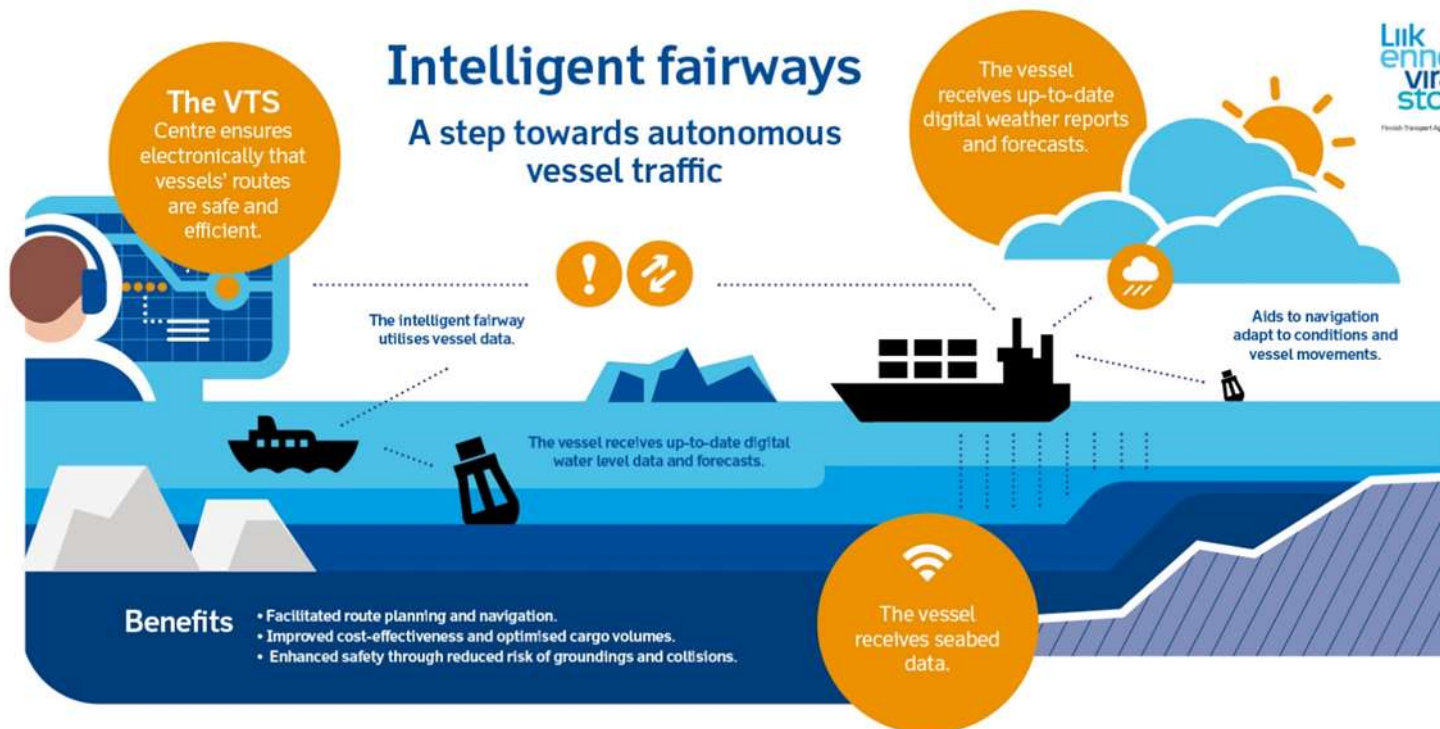 Intelligent fairways
A step towards autonomous
vessel traffic
The VTS
Centre ensures
electronically that
vessels' routes
are safe and
efficient.
The vessel
receives up-to-date
digital weather reports
and forecasts.
Liik
enne
vir
sto
The intelligent fairway
utilises vessel data.
!
Aids to navigation
adapt to conditions and
vessel movements.
The vessel receives up-to-date digital
water level data and forecasts.
The vessel
receives seabed
data.
Benefits
• Facilitated route planning and navigation.
• Improved cost-effectiveness and optimised cargo volumes.
• Enhanced safety through reduced risk of groundings and collisions.